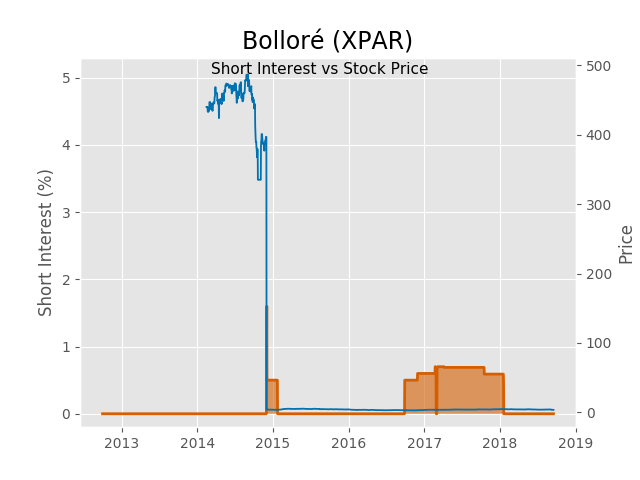 Bolloré (XPAR)
Short Interest vs Stock Price
Short Interest (%)
5
4
3
2
1
0
500
400
300
200
100
0
Price
2013 2014 2015 2016 2017 2018 2019